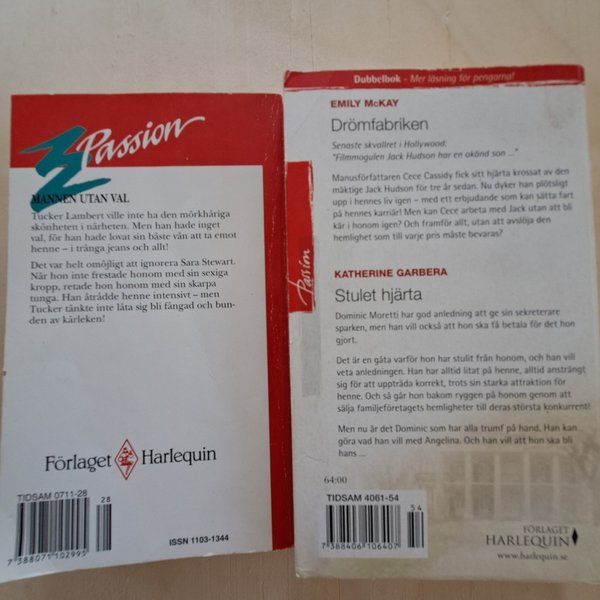 3 Passion
MANNEN UTAN VAL
Tucker Lambert ville inte ha den mörkhåriga
skönheten i närheten. Men han hade inget
val, för han hade lovat sin bäste vän att ta emot
henne – i trånga jeans och allt!
Det var helt omöjligt att ignorera Sara Stewart.
När hon inte frestade honom med sin sexiga
kropp, retade hon honom med sin skarpa
tunga. Han åtrådde henne intensivt – men
Tucker tänkte inte låta sig bli fångad och bun-
den av kärleken!
Förlaget Harlequin
TIDSAM 0711-28
28
7 388071 102995
ISSN 1103-1344
Dubbelbok - Mer läsning för pengarna!
EMILY McKAY
Drömfabriken
Senaste skvallret i Hollywood:
"Filmmogulen Jack Hudson har en okänd son ..."
Manusförfattaren Cece Cassidy fick sitt hjärta krossat av den
mäktige Jack Hudson för tre år sedan. Nu dyker han plötsligt
upp i hennes liv igen – med ett erbjudande som kan sätta fart
på hennes karriär! Men kan Cece arbeta med Jack utan att bli
kär i honom igen? Och framför allt, utan att avslöja den
hemlighet som till varje pris måste bevaras?
Passion
KATHERINE GARBERA
Stulet hjärta
Dominic Moretti har god anledning att ge sin sekreterare
sparken, men han vill också att hon ska få betala för det hon
gjort.
Det är en gåta varför hon har stulit från honom, och han vill
veta anledningen. Han har alltid litat på henne, alltid ansträngt
sig för att uppträda korrekt, trots sin starka attraktion för
henne. Och så går hon bakom ryggen på honom genom att
sälja familjeföretagets hemligheter till deras största konkurrent!
Men nu är det Dominic som har alla trumf på hand. Han kan
göra vad han vill med Angelina. Och han vill att hon ska bli
hans ...
64:00
TIDSAM 4061-54
54
7 388406 106407
FÖRLAGET
HARLEQUIN
www.harlequin.se